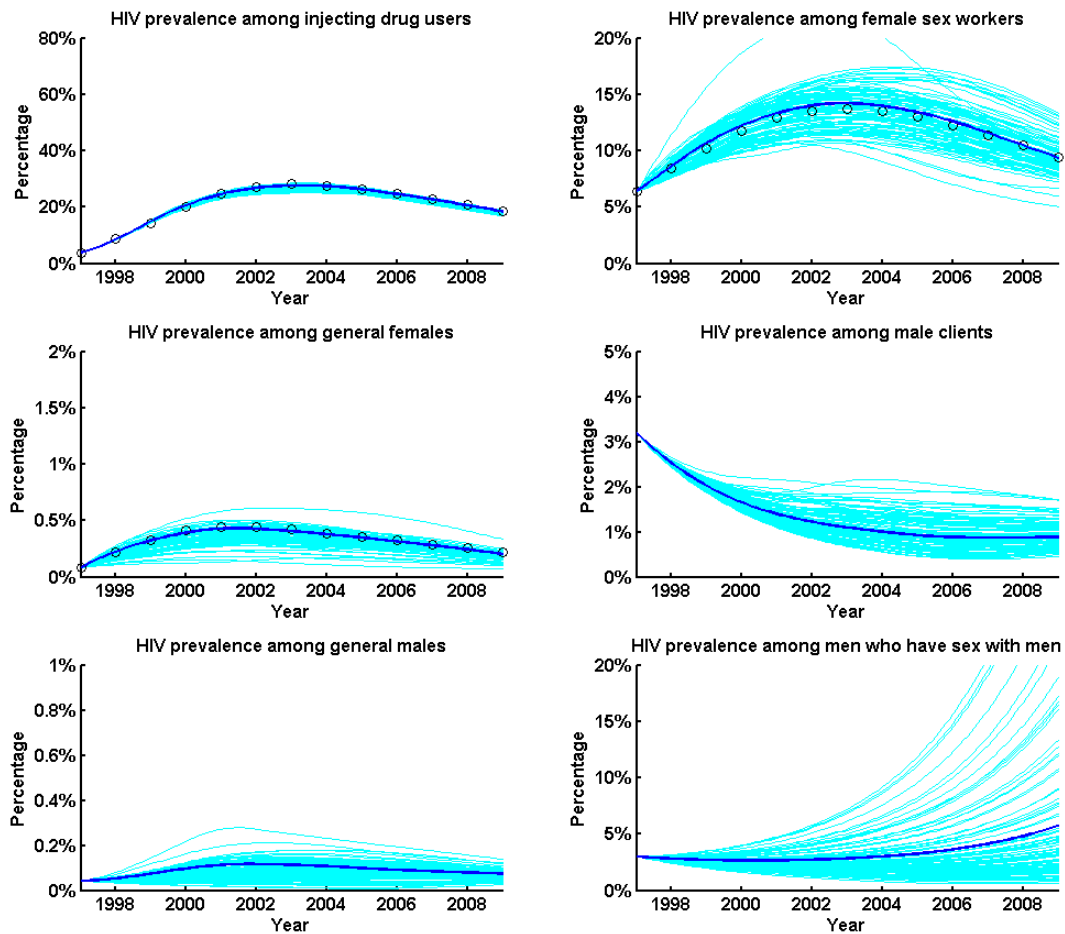 HIV prevalence among injecting drug users
80%
60%
40%
20%
0%
Percentage
1998 2000 2002 2004 2006 2008
Year
HIV prevalence among female sex workers
20%
15%
10%
5%
0%
Percentage
1998 2000 2002 2004 2006 2008
Year
HIV prevalence among general females
2%
1.5%
1%
0.5%
0%
Percentage
1998 2000 2002 2004 2006 2008
Year
HIV prevalence among male clients
5%
4%
3%
2%
1%
0%
Percentage
1998 2000 2002 2004 2006 2008
Year
HIV prevalence among general males
1%
0.8%
0.6%
0.4%
0.2%
0%
Percentage
1998 2000 2002 2004 2006 2008
Year
HIV prevalence among men who have sex with men
20%
15%
10%
5%
0%
Percentage
1998 2000 2002 2004 2006 2008
Year